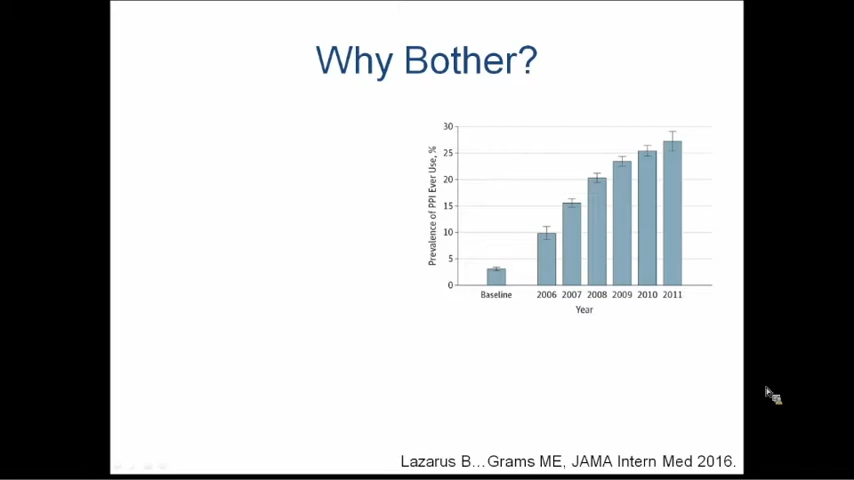 Why Bother?
Prevalence of PPI Ever Use, %
30
25
20
15
10
5
0
Baseline 2006 2007 2008 2009 2010 2011
Year
Lazarus B...Grams ME, JAMA Intern Med 2016.